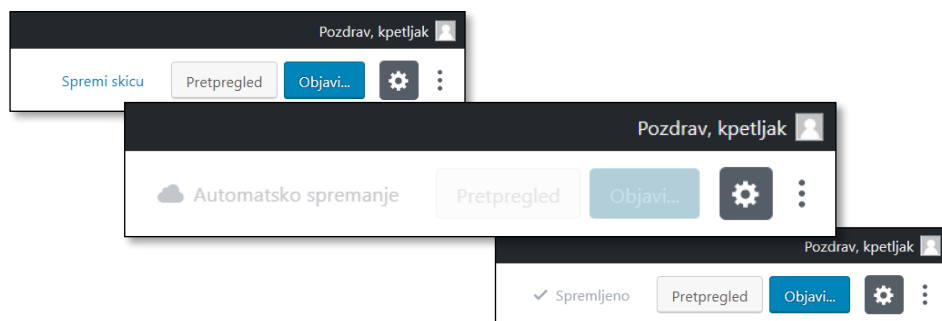 Pozdrav, kpetljak
Spremi skicu Pretpregled Objavi...
Pozdrav, kpetljak
Automatsko spremanje Pretpregled Objavi...
Pozdrav, kpetljak
Spremljeno Pretpregled Objavi...